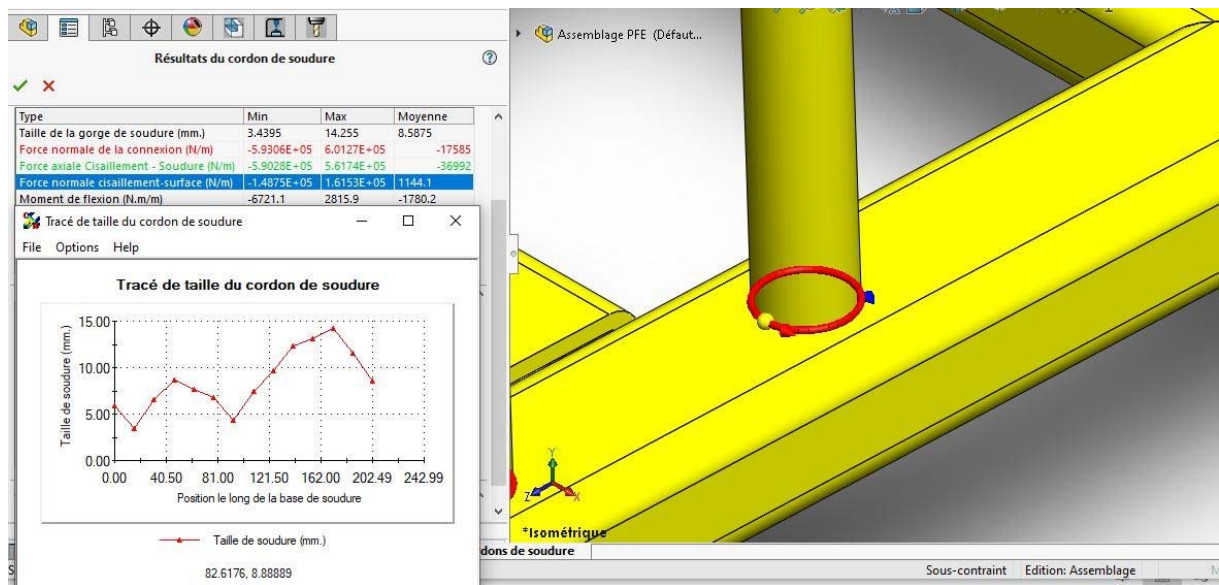 Résultats du cordon de soudure
Type Min Max Moyenne
Taille de la gorge de soudure (mm.) 3.4395 14.255 8.5875
Force normale de la connexion (N/m) -5.9306E+05 6.0127E+05 -17585
Force axiale Cisaillement - Soudure (N/m) -5.9028E+05 5.6174E+05 -36992
Force normale cisaillement-surface (N/m) -1.4875E+05 1.6153E+05 1144.1
Moment de flexion (N.m/m) -6721.1 2815.9 -1780.2
Tracé de taille du cordon de soudure
File Options Help
Tracé de taille du cordon de soudure
Taille de soudure (mm.)
15.00
10.00
5.00
0.00
0.00 40.50 81.00 121.50 162.00 202.49 242.99
Position le long de la base de soudure
Taille de soudure (mm.)
82.6176, 8.88889
Assemblage PFE (Défaut...
Y
Z
X
*Isométrique
dons de soudure
Sous-contraint Edition: Assemblage